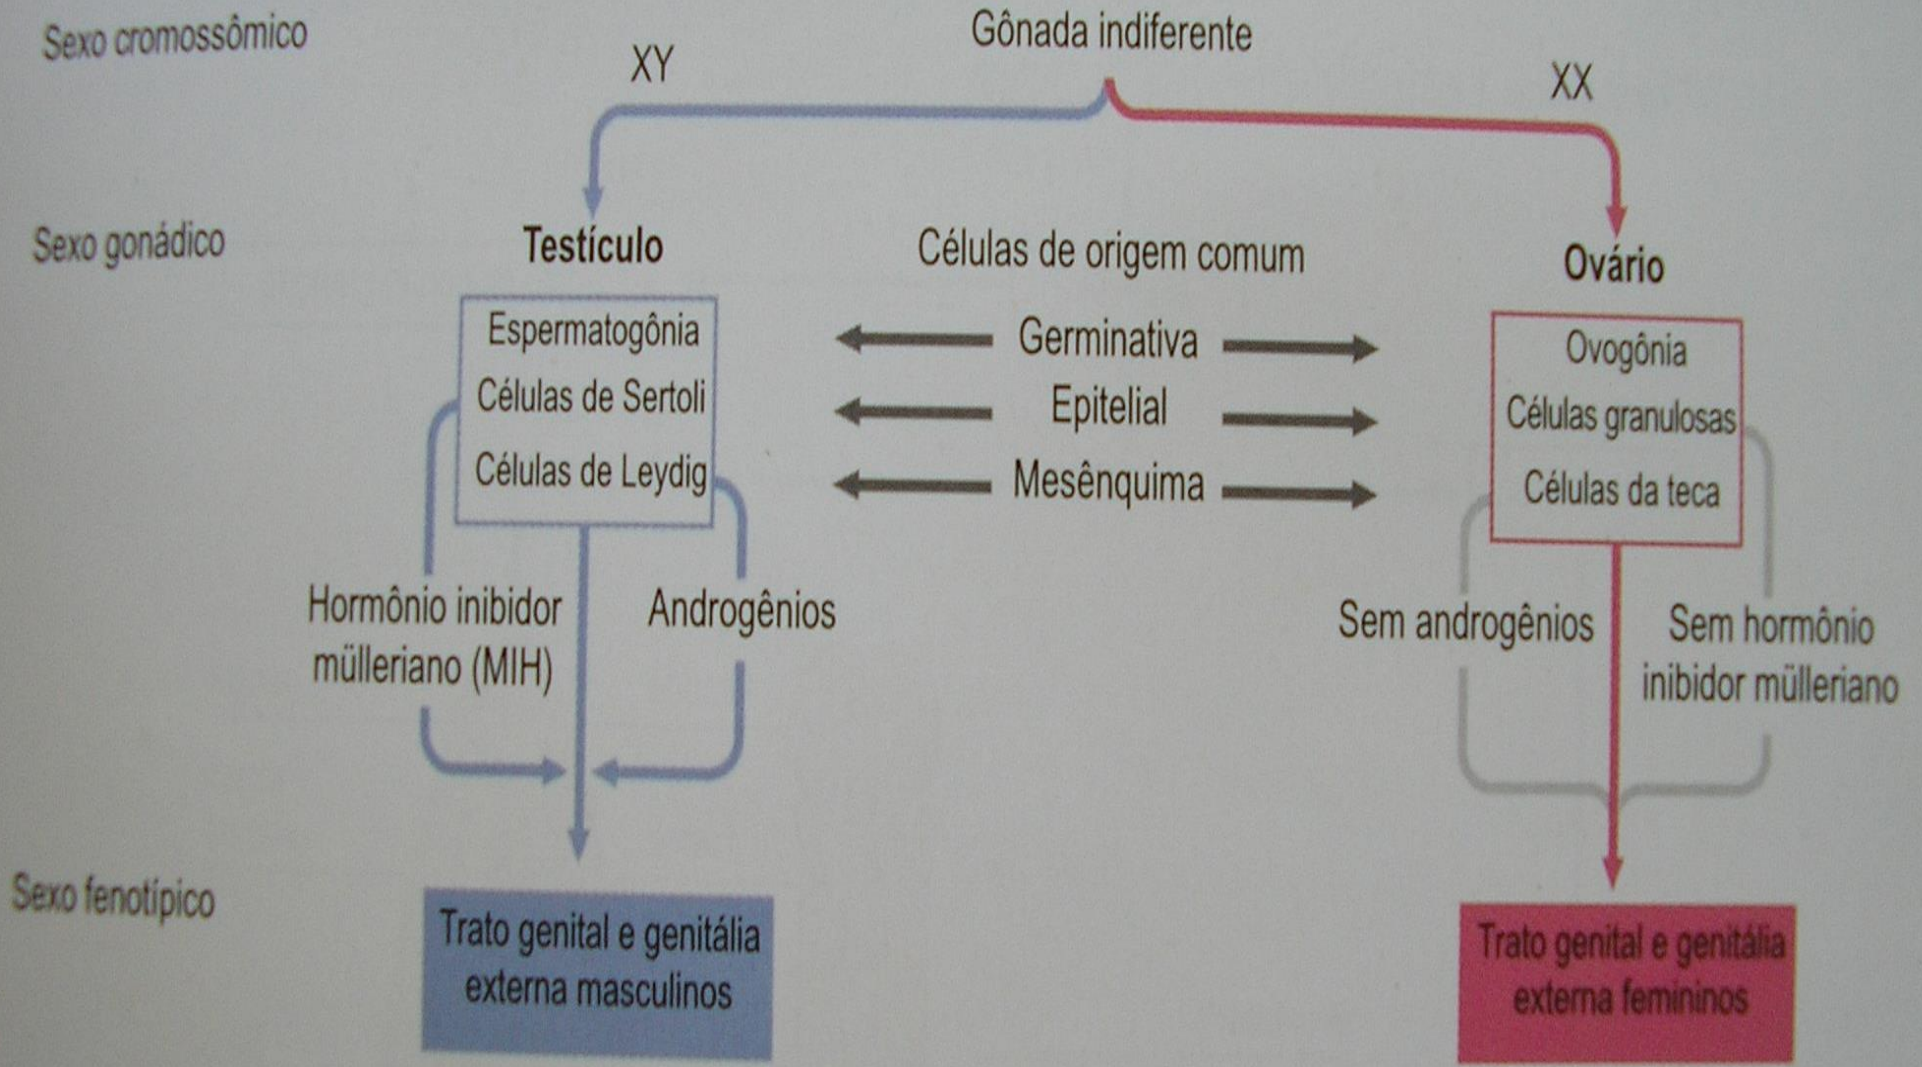 Sexo cromossômico
Gônada indiferente
XY
XX
Sexo gonádico
Testículo
Células de origem comum
Ovário
Espermatogônia
Células de Sertoli
Células de Leydig
Germinativa
Epitelial
Mesênquima
Ovogônia
Células granulosas
Células da teca
Hormônio inibidor
mülleriano (MIH)
Androgênios
Sem androgênios
Sem hormônio
inibidor mülleriano
Sexo fenotípico
Trato genital e genitália
externa masculinos
Trato genital e genitália
externa femininos